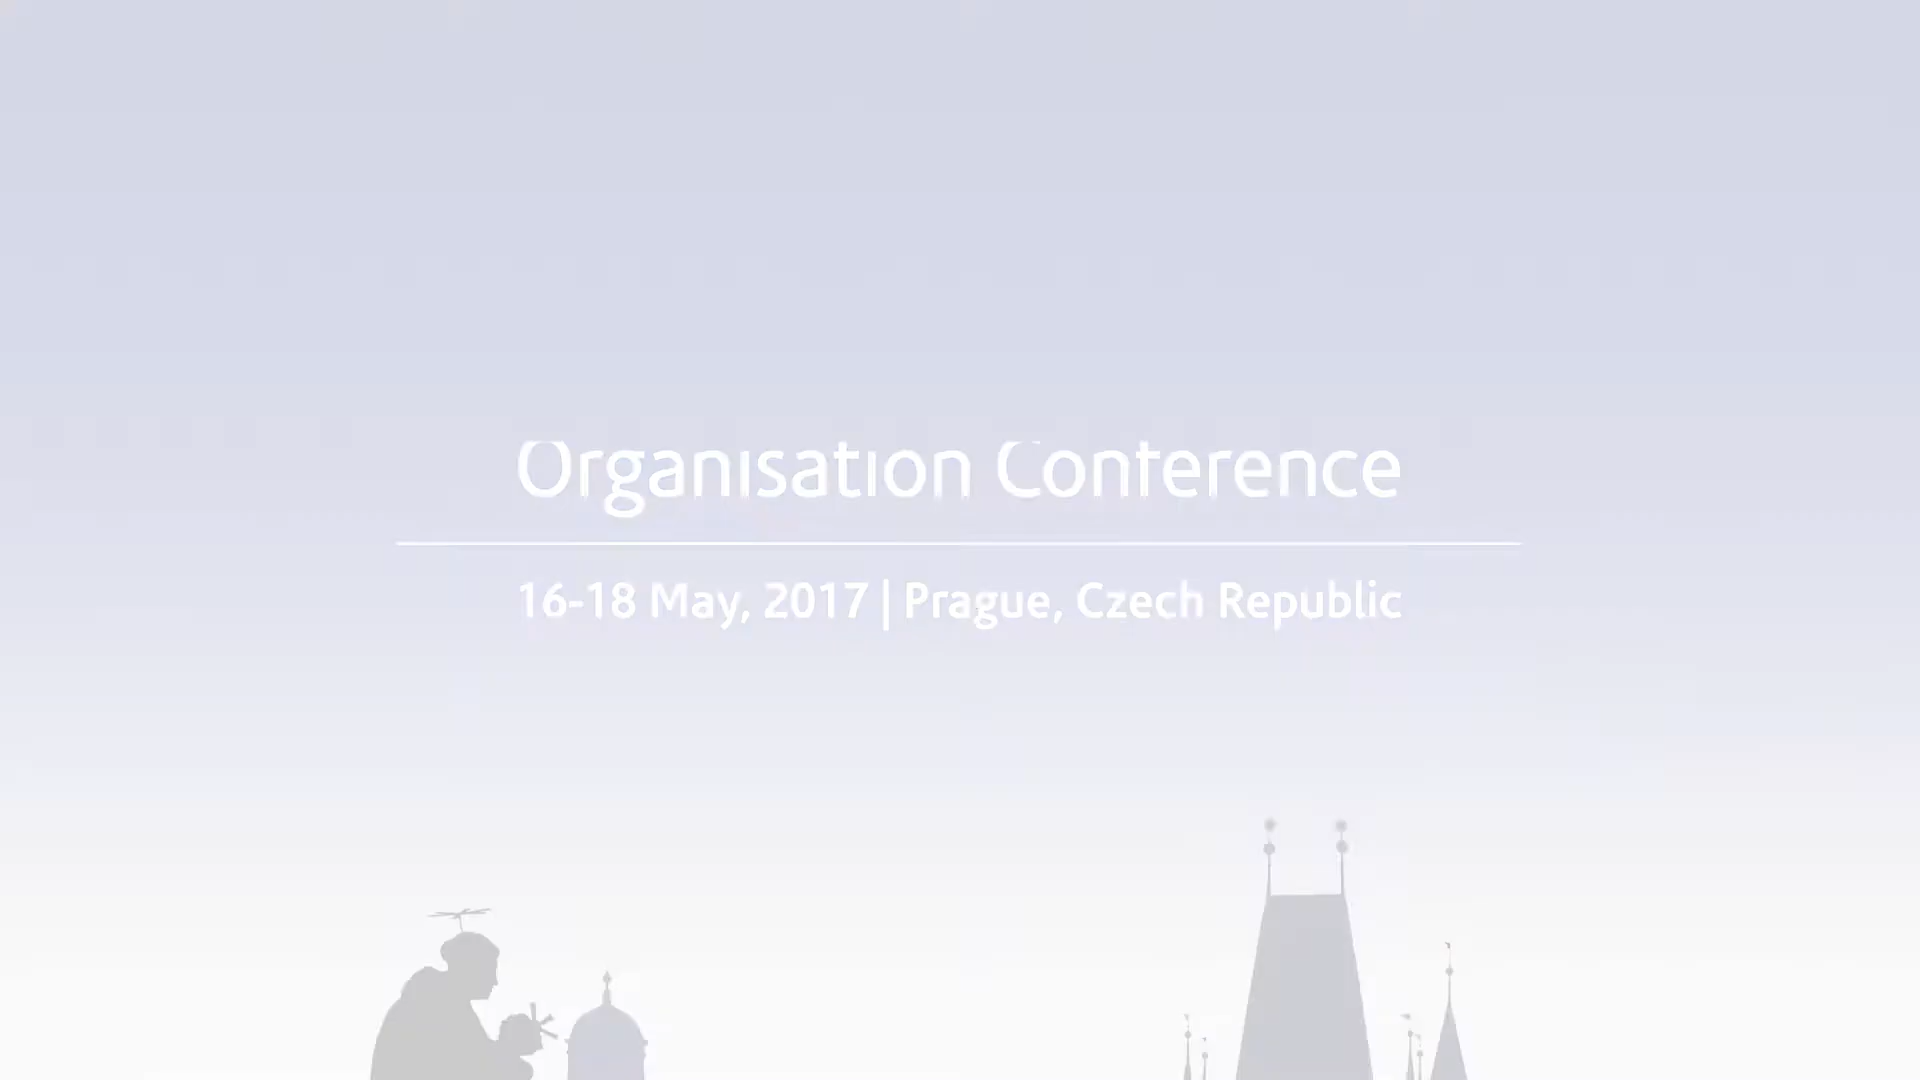 Organisation Conference
16-18 May, 2017 | Prague, Czech Republic